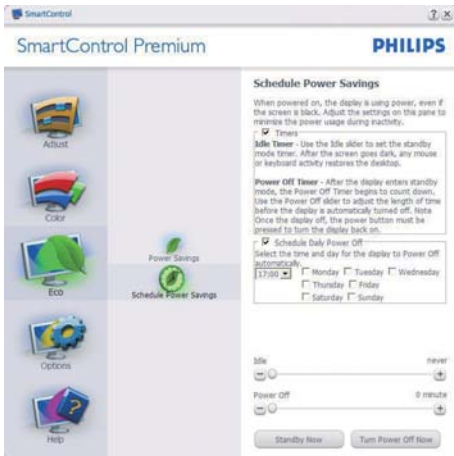 SmartControl
SmartControl Premium
PHILIPS
Adjust
Color
Eco
Options
Help
Power Savings
Schedule Power Savings
Schedule Power Savings
When powered on, the display is using power, even if
the screen is black. Adjust the settings on this pane to
minimize the power usage during inactivity.
Timers
Idle Timer - Use the Idle slider to set the standby
mode timer. After the screen goes dark, any mouse
or keyboard activity restores the desktop.
Power Off Timer - After the display enters standby
mode, the Power Off Timer begins to count down.
Use the Power Off slider to adjust the length of time
before the display is automatically turned off. Note
Once the display off, the power button must be
pressed to turn the display back on.
Schedule Daily Power Off
Select the time and day for the display to Power Off
automatically.
17:00 Monday Tuesday Wednesday
Thursday Friday
Saturday Sunday
Idle never
Power Off 0 minute
Standby Now Turn Power Off Now